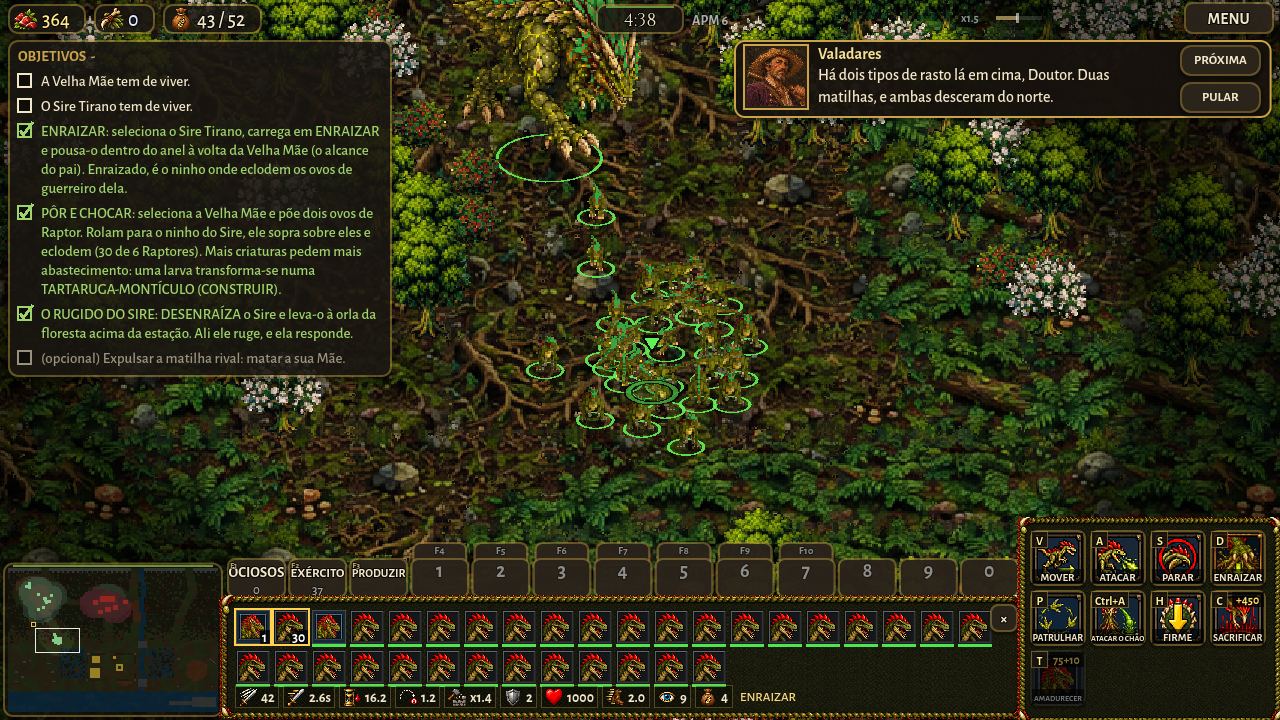 364
0
43 / 52
4:38
APM 6
x1.5
MENU
OBJETIVOS -
A Velha Mãe tem de viver.
O Sire Tirano tem de viver.
ENRAIZAR: seleciona o Sire Tirano, carrega em ENRAIZAR
e pousa-o dentro do anel à volta da Velha Mãe (o alcance
do pai). Enraizado, é o ninho onde eclodem os ovos de
guerreiro dela.
PÔR E CHOCAR: seleciona a Velha Mãe e põe dois ovos de
Raptor. Rolam para o ninho do Sire, ele sopra sobre eles e
eclodem (30 de 6 Raptores). Mais criaturas pedem mais
abastecimento: uma larva transforma-se numa
TARTARUGA-MONTÍCULO (CONSTRUIR).
O RUGIDO DO SIRE: DESENRAÍZA o Sire e leva-o à orla da
floresta acima da estação. Ali ele ruge, e ela responde.
(opcional) Expulsar a matilha rival: matar a sua Mãe.
Valadares
Há dois tipos de rasto lá em cima, Doutor. Duas
matilhas, e ambas desceram do norte.
PRÓXIMA
PULAR
F4 F5 F6 F7 F8 F9 F10
OCIOSOS EXÉRCITO PRODUZIR 1 2 3 4 5 6 7 8 9 0
0 37
1 30
×
42 2.6s 16.2 1.2 x1.4 2 1000 2.0 9 4 ENRAIZAR
V A S D
MOVER ATACAR PARAR ENRAIZAR
P Ctrl+A H C +450
PATRULHAR ATACAR O CHÃO FIRME SACRIFICAR
T 75+10
AMADURECER